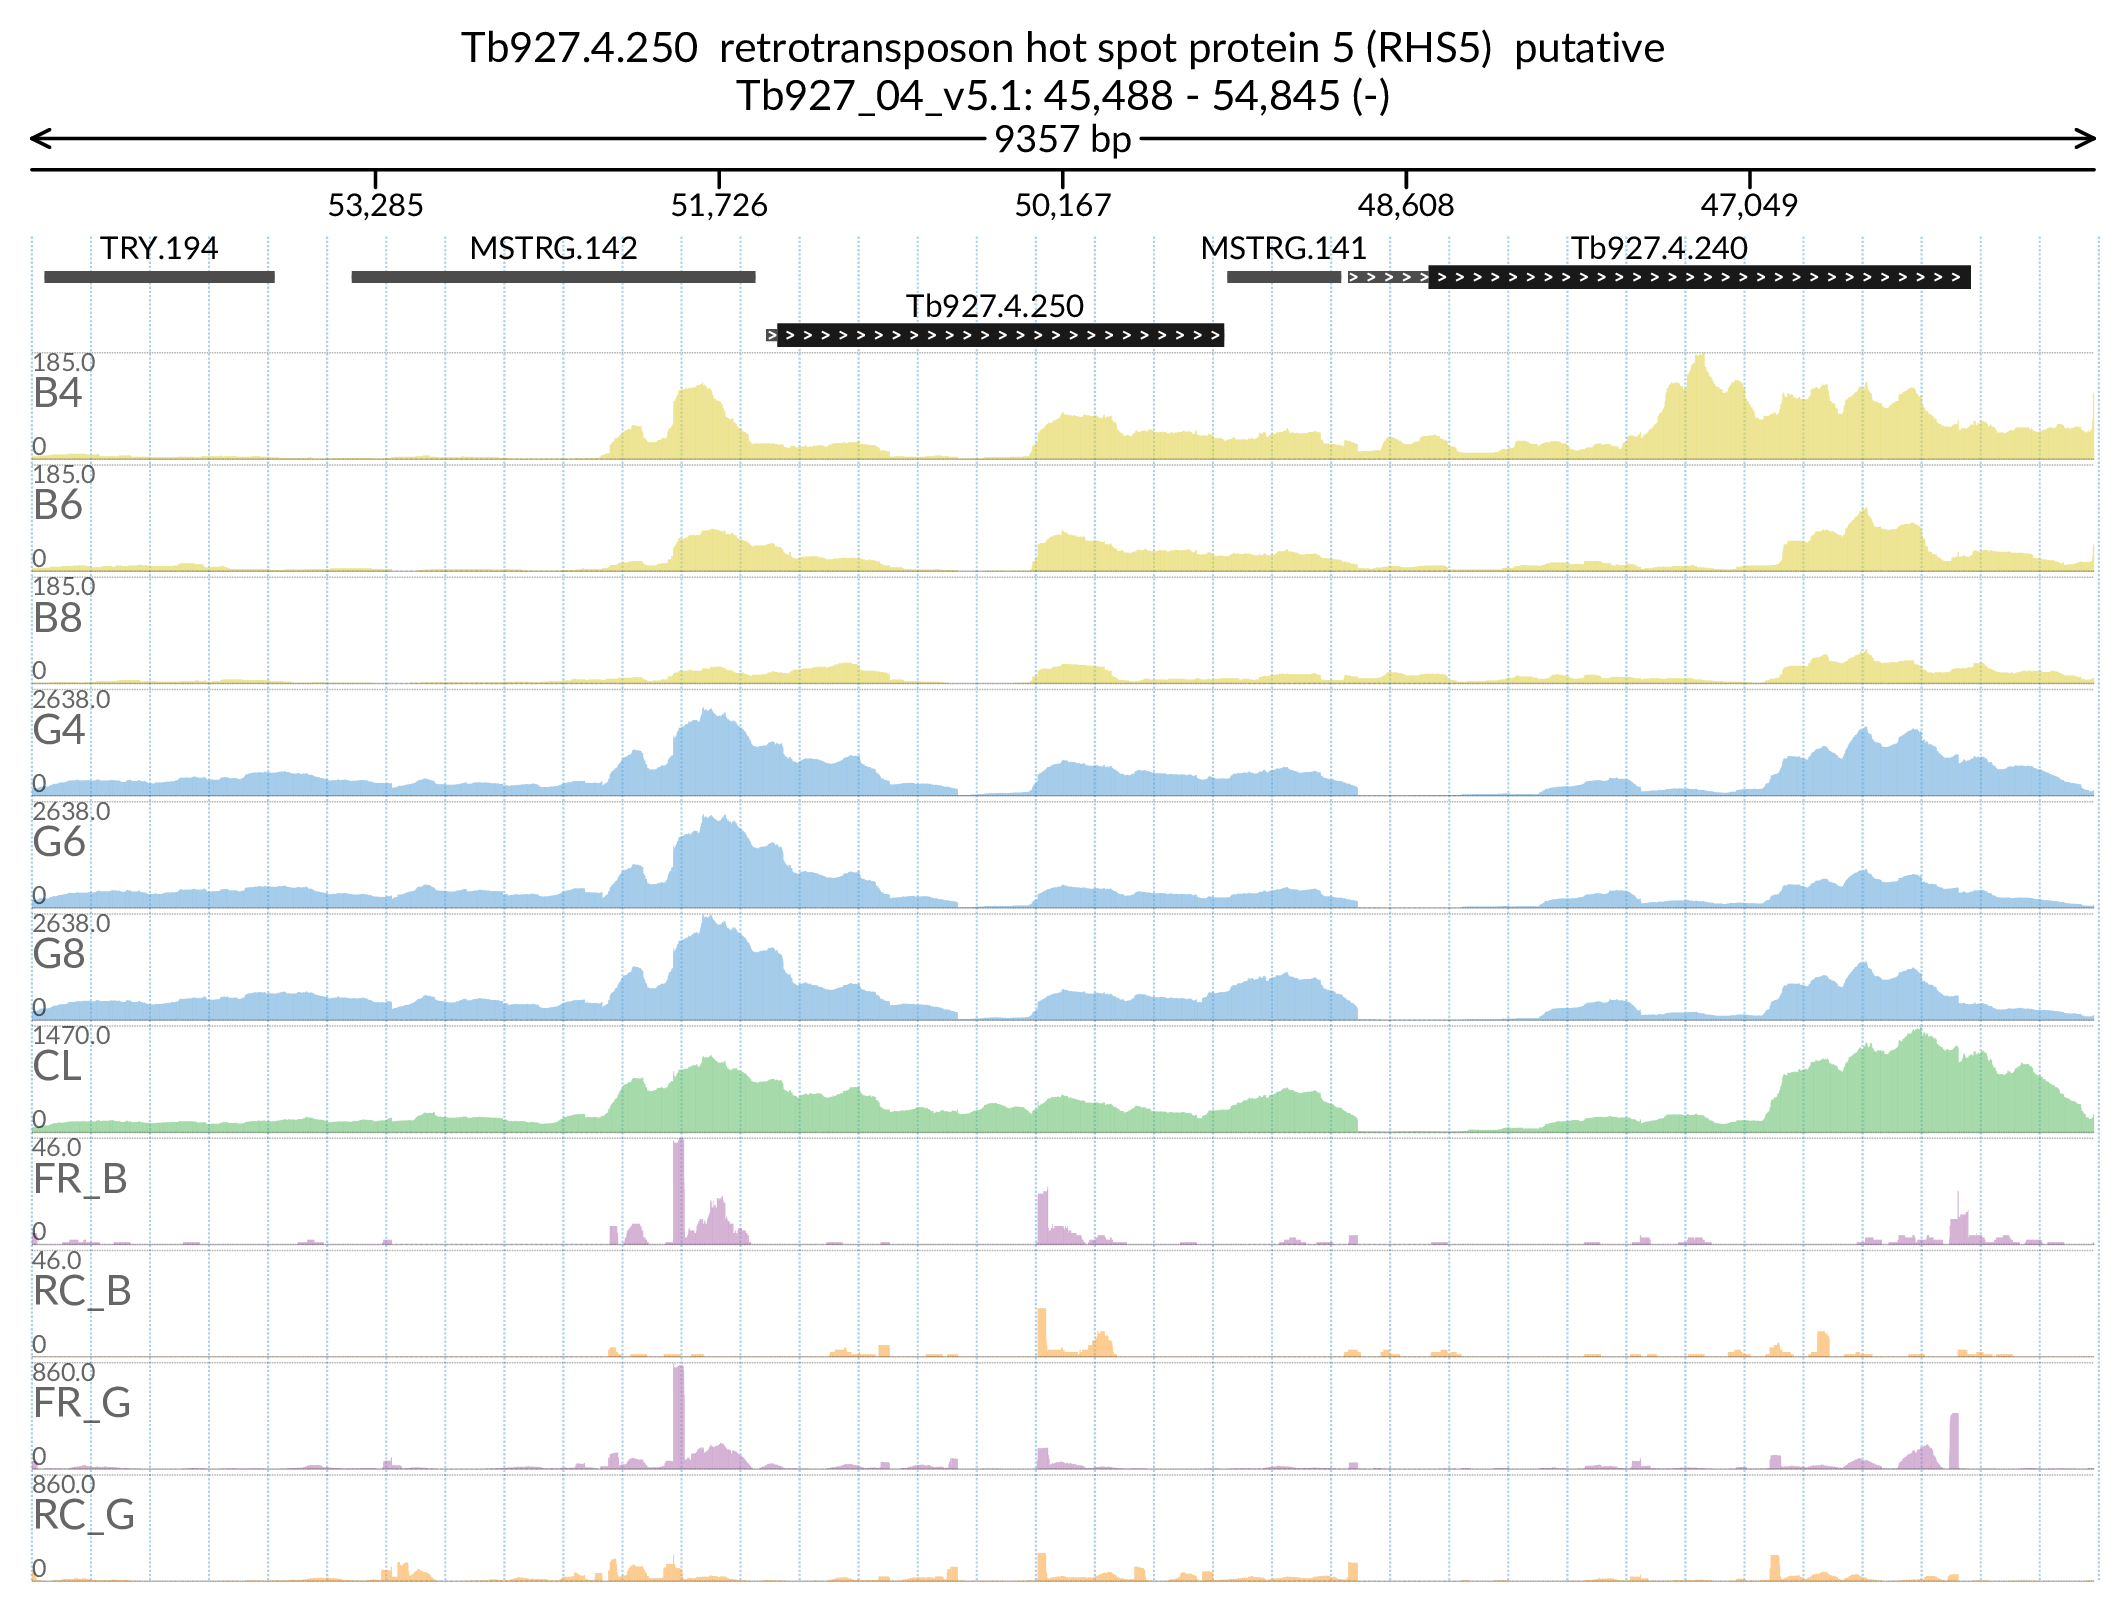 Tb927.4.250 retrotransposon hot spot protein 5 (RHS5) putative
Tb927_04_v5.1: 45,488 - 54,845 (-)
9357 bp
53,285 51,726 50,167 48,608 47,049
TRY.194 MSTRG.142 MSTRG.141 Tb927.4.240
Tb927.4.250
185.0
B4
0
185.0
B6
0
185.0
B8
0
2638.0
G4
0
2638.0
G6
0
2638.0
G8
0
1470.0
CL
0
46.0
FR_B
0
46.0
RC_B
0
860.0
FR_G
0
860.0
RC_G
0